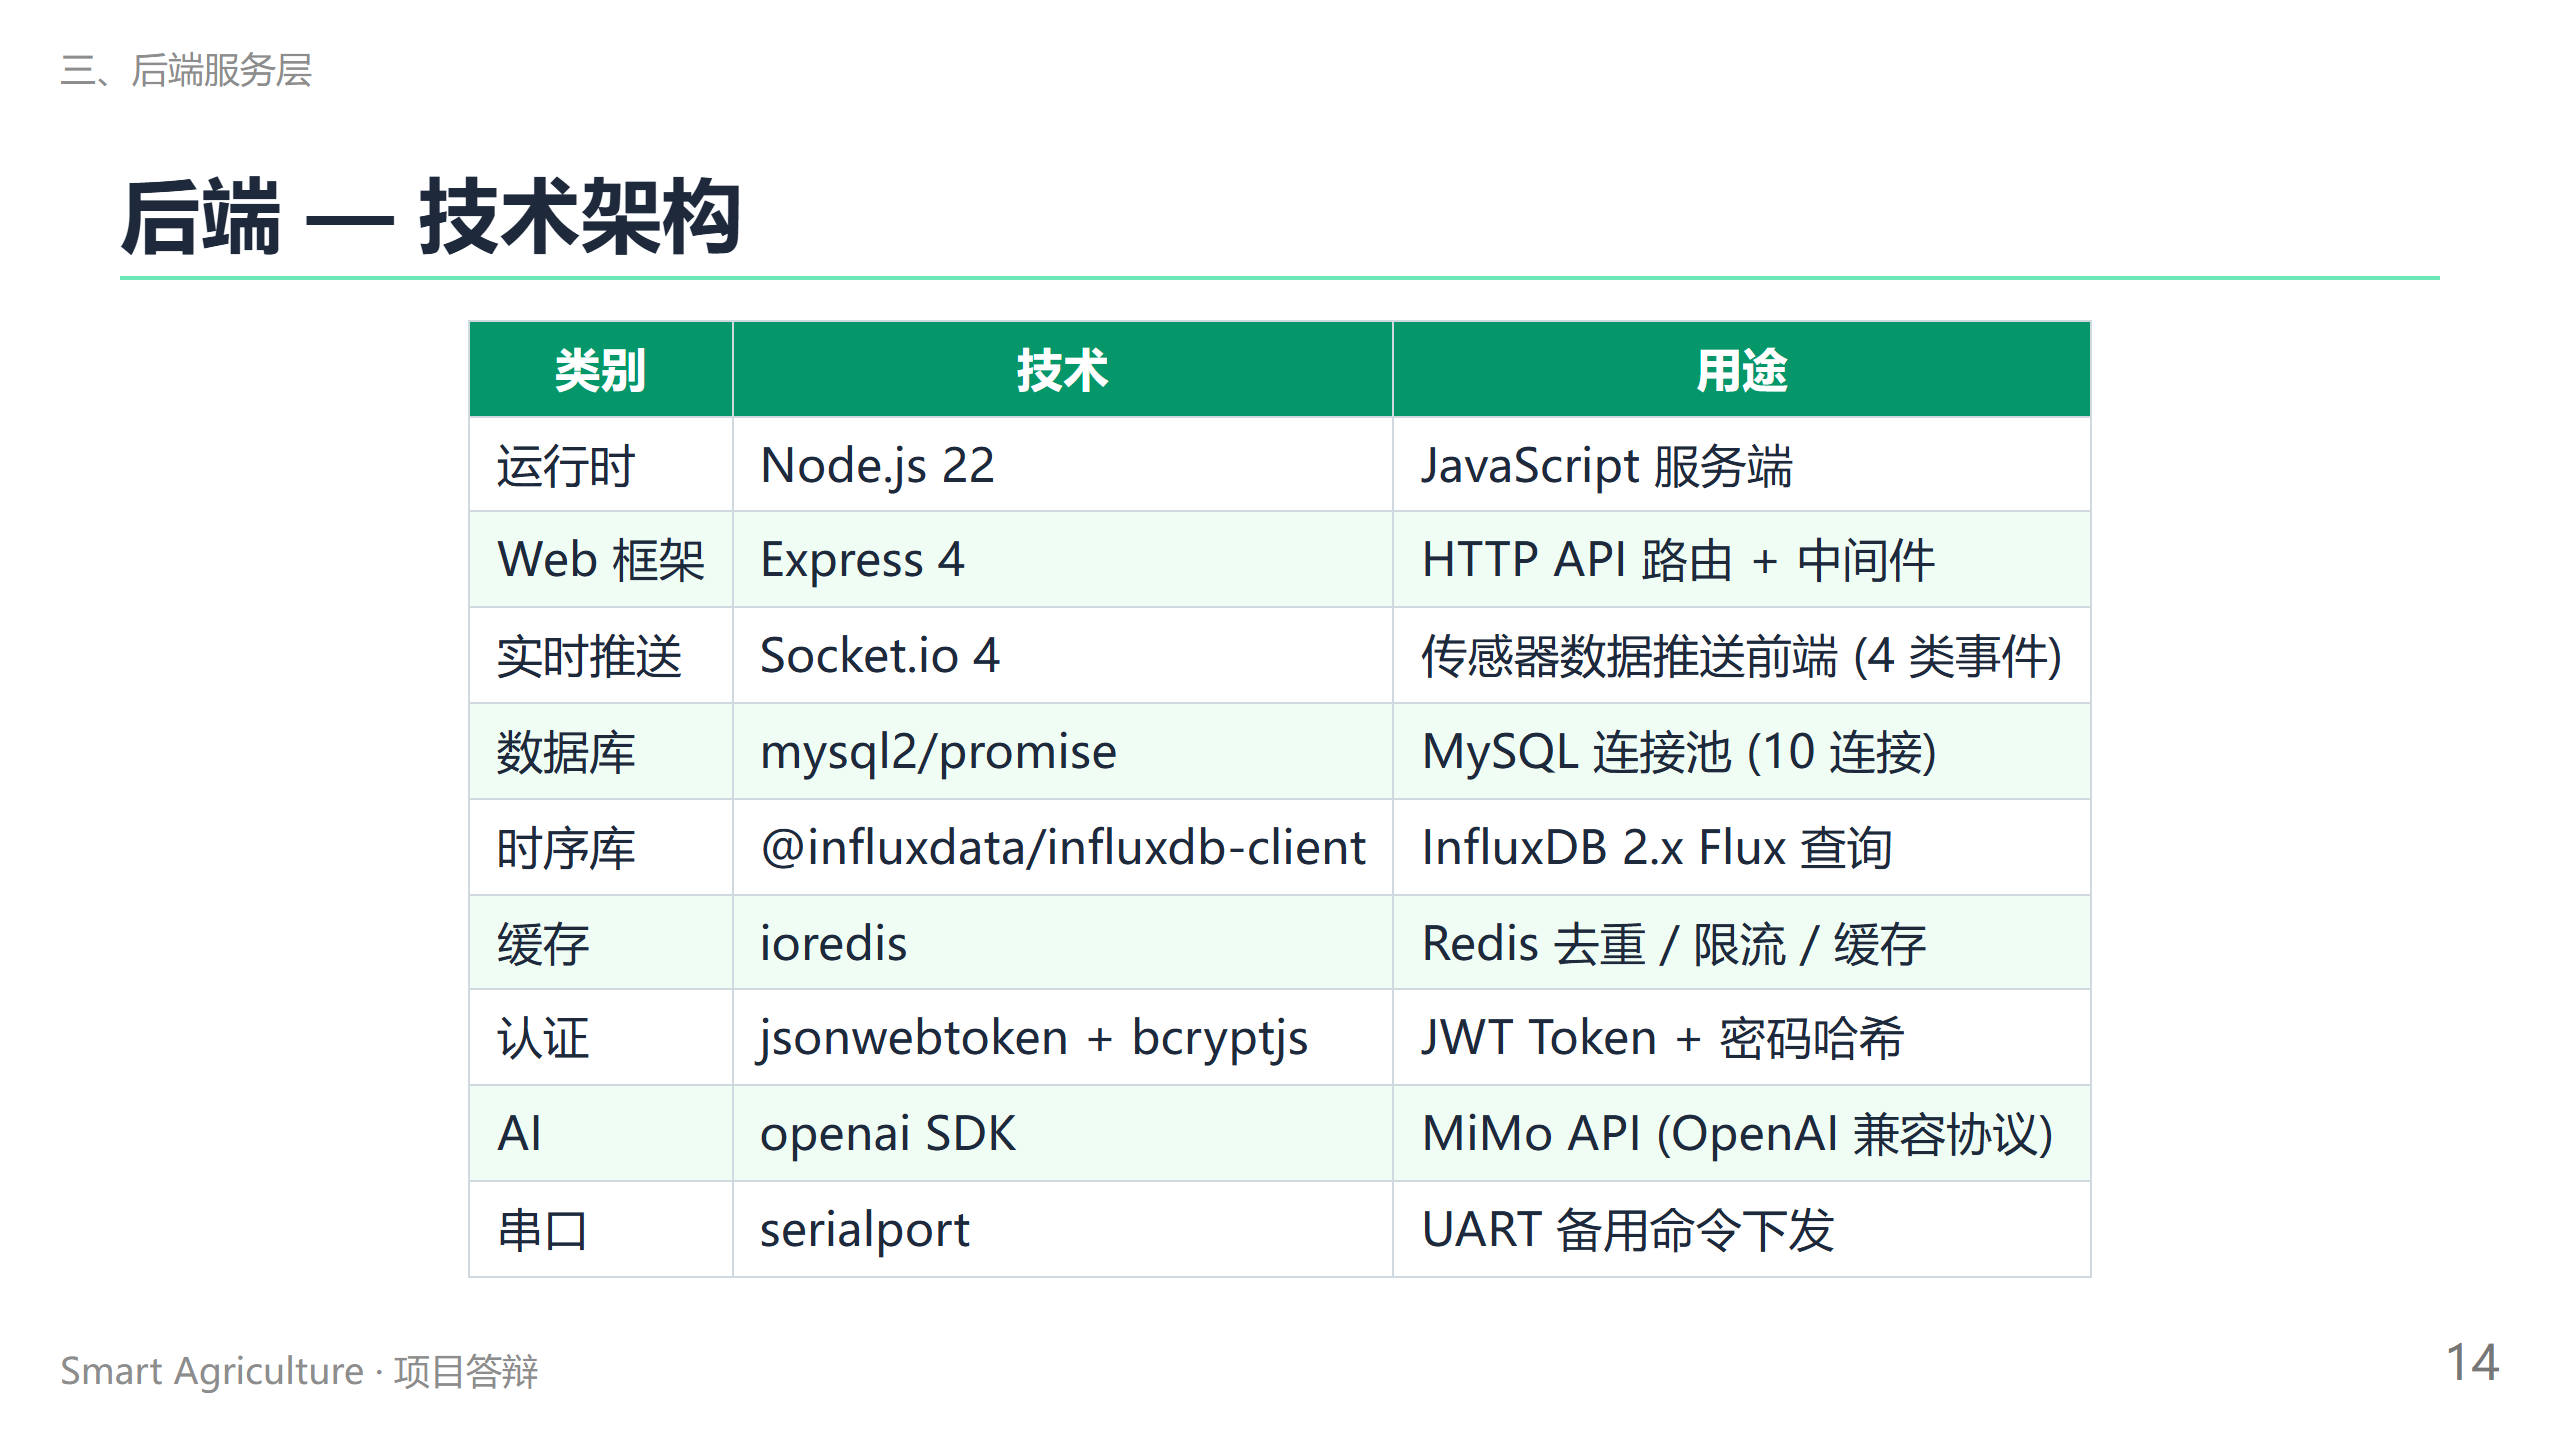 三、后端服务层
后端 — 技术架构
类别 技术 用途
运行时 Node.js 22 JavaScript 服务端
Web 框架 Express 4 HTTP API 路由 + 中间件
实时推送 Socket.io 4 传感器数据推送前端 (4 类事件)
数据库 mysql2/promise MySQL 连接池 (10 连接)
时序库 @influxdata/influxdb-client InfluxDB 2.x Flux 查询
缓存 ioredis Redis 去重 / 限流 / 缓存
认证 jsonwebtoken + bcryptjs JWT Token + 密码哈希
AI openai SDK MiMo API (OpenAI 兼容协议)
串口 serialport UART 备用命令下发
Smart Agriculture · 项目答辩
14